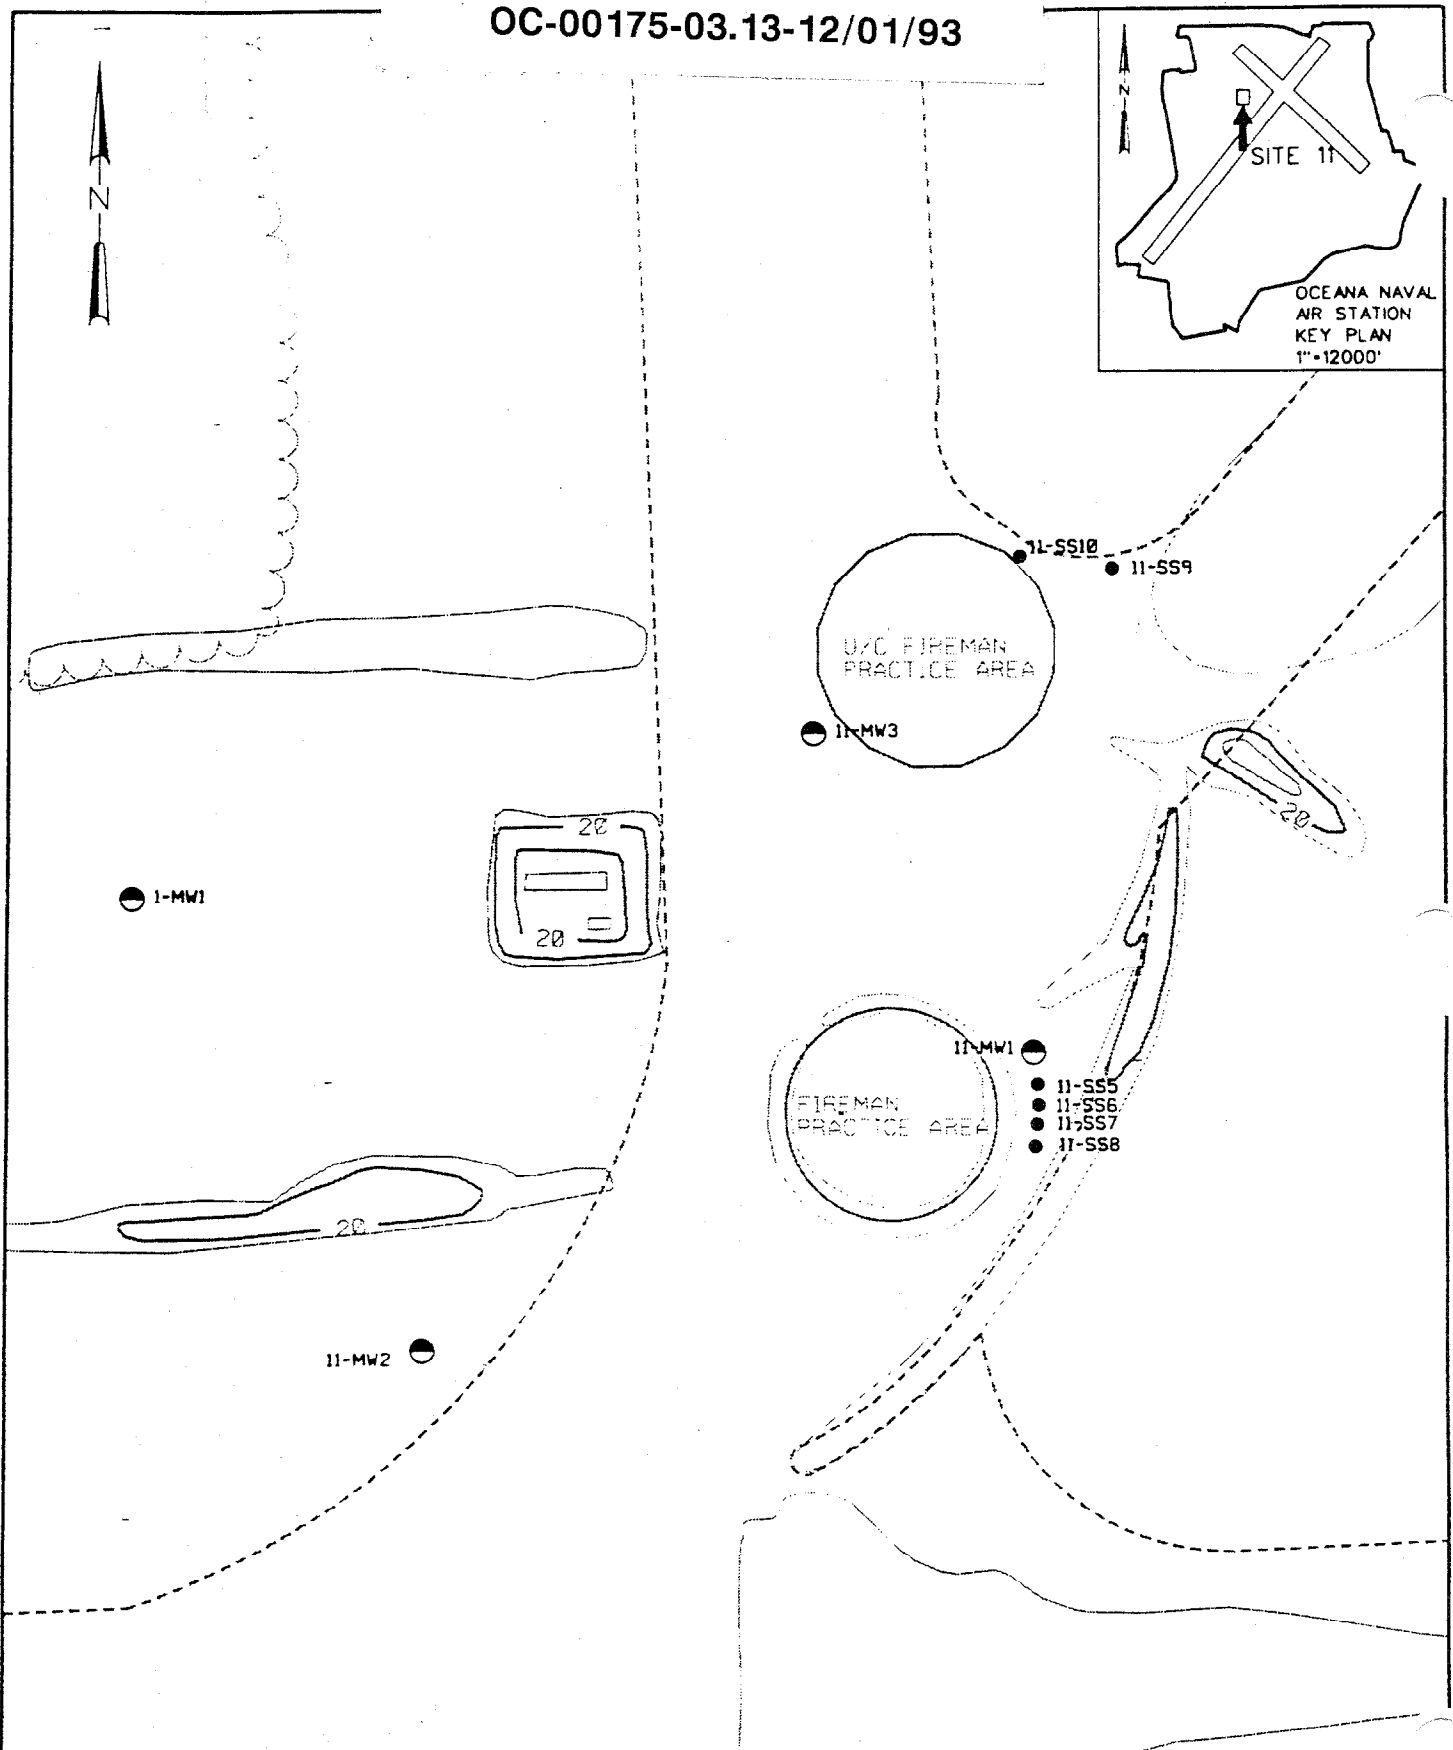 OC-00175-03.13-12/01/93
N
N
SITE 11
OCEANA NAVAL
AIR STATION
KEY PLAN
1"=12000'
11-SS10
11-SS9
U/C FIREMAN
PRACTICE AREA
11-MW3
20
20
1-MW1
20
11-MW1
11-SS5
11-SS6
11-SS7
11-SS8
FIREMAN
PRACTICE AREA
20
11-MW2